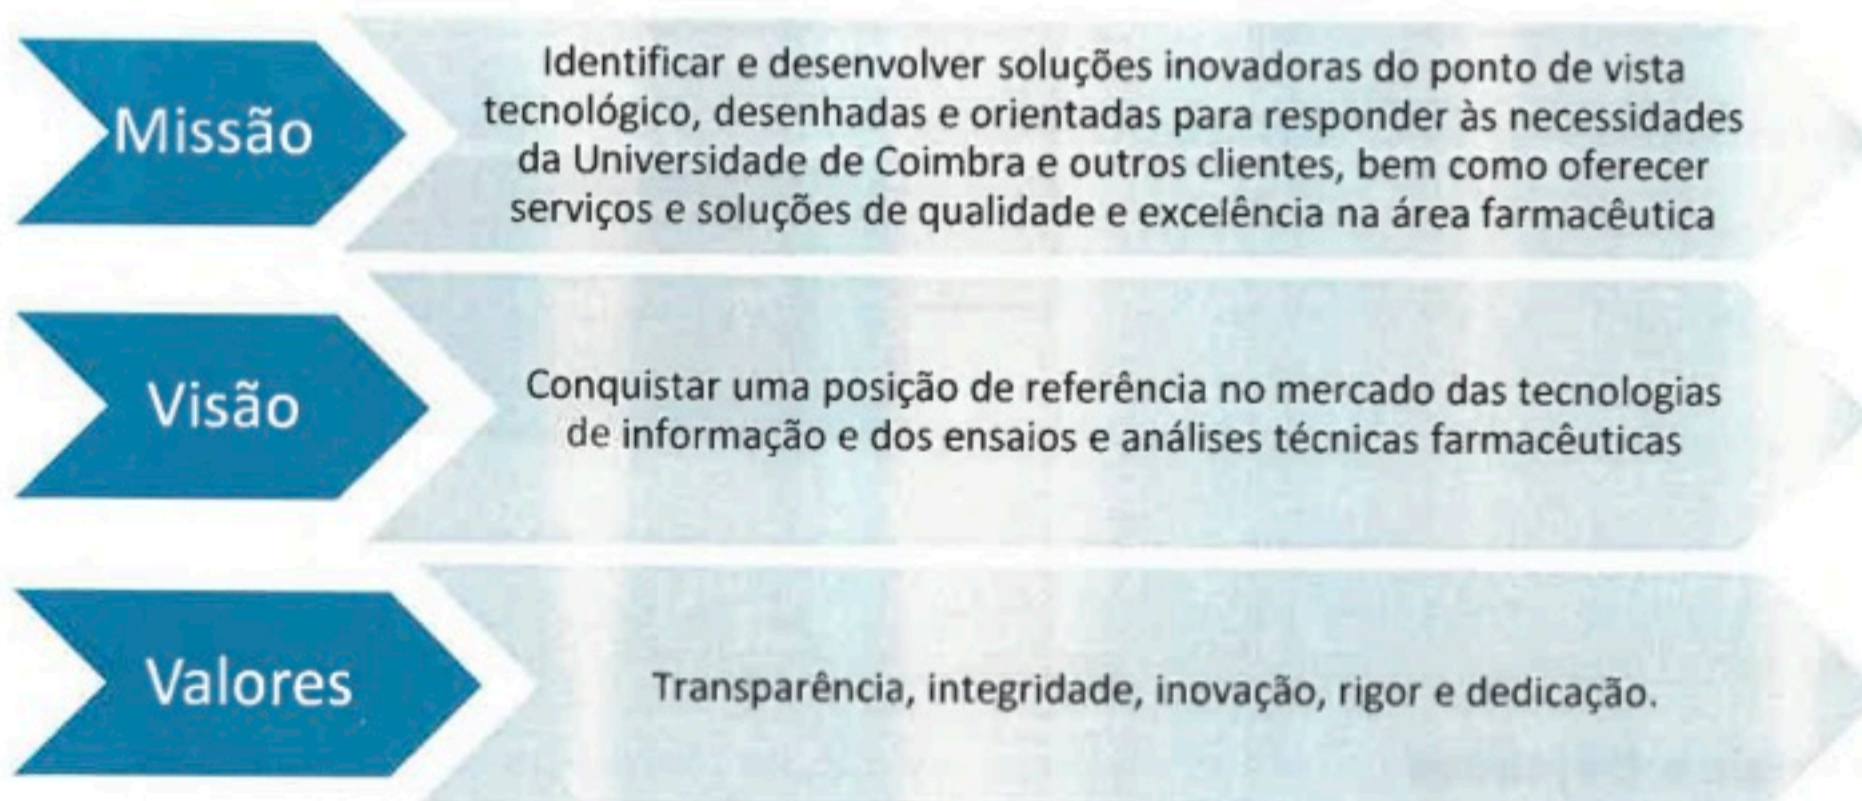 Missão
Identificar e desenvolver soluções inovadoras do ponto de vista
tecnológico, desenhadas e orientadas para responder às necessidades
da Universidade de Coimbra e outros clientes, bem como oferecer
serviços e soluções de qualidade e excelência na área farmacêutica
Visão
Conquistar uma posição de referência no mercado das tecnologias
de informação e dos ensaios e análises técnicas farmacêuticas
Valores
Transparência, integridade, inovação, rigor e dedicação.